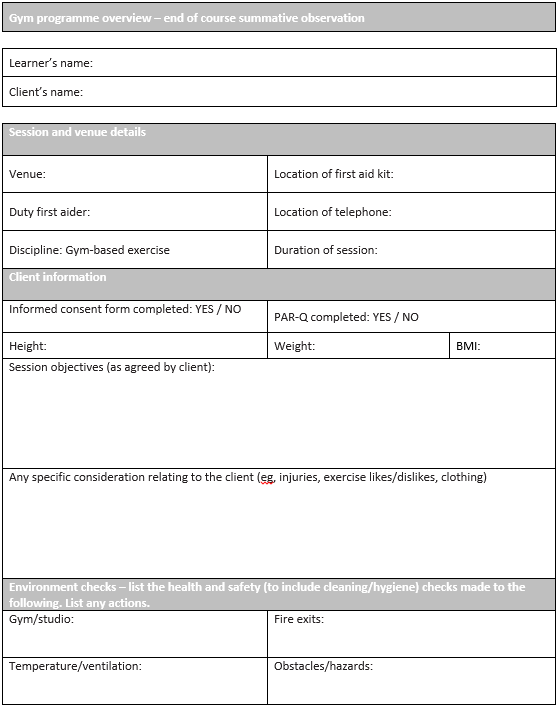 Gym programme overview – end of course summative observation
Learner’s name:
Client’s name:
Session and venue details
Venue:
Location of first aid kit:
Duty first aider:
Location of telephone:
Discipline: Gym-based exercise
Duration of session:
Client information
Informed consent form completed: YES / NO
PAR-Q completed: YES / NO
Height:
Weight:
BMI:
Session objectives (as agreed by client):
Any specific consideration relating to the client (eg, injuries, exercise likes/dislikes, clothing)
Environment checks – list the health and safety (to include cleaning/hygiene) checks made to the
following. List any actions.
Gym/studio:
Fire exits:
Temperature/ventilation:
Obstacles/hazards: